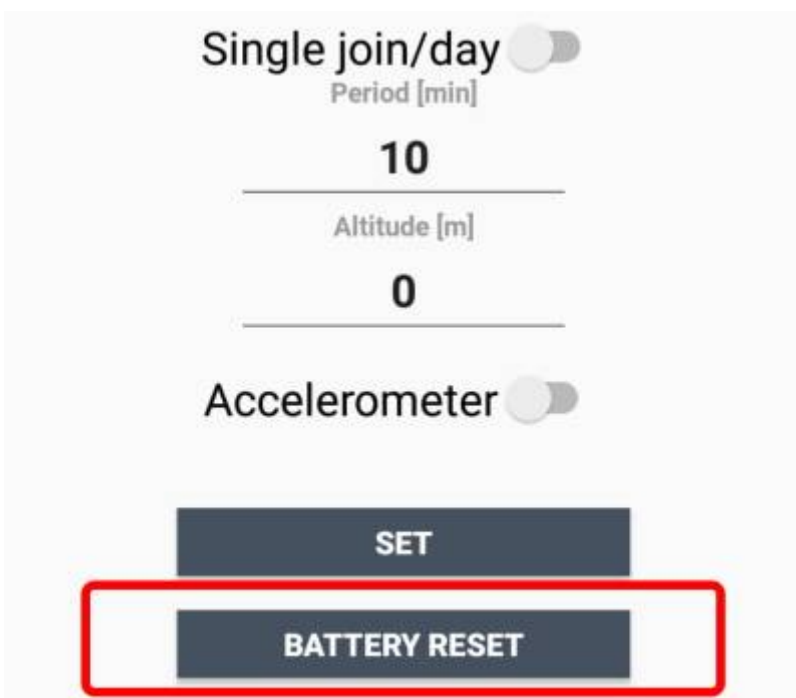 Single join/day
Period [min]
10
Altitude [m]
0
Accelerometer
SET
BATTERY RESET